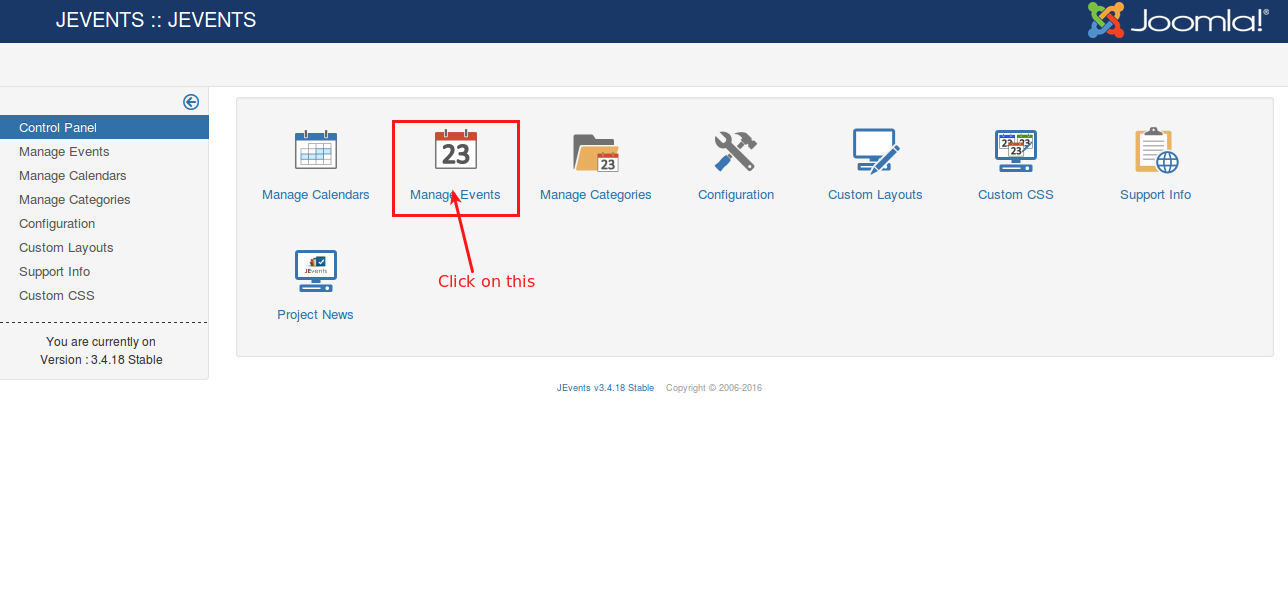 JEVENTS :: JEVENTS
Joomla!®
Control Panel
Manage Events
Manage Calendars
Manage Categories
Configuration
Custom Layouts
Support Info
Custom CSS
You are currently on
Version : 3.4.18 Stable
23
23
23 23
23
Manage Calendars Manage Events Manage Categories Configuration Custom Layouts Custom CSS Support Info
JEvents
Click on this
Project News
JEvents v3.4.18 Stable Copyright © 2006-2016